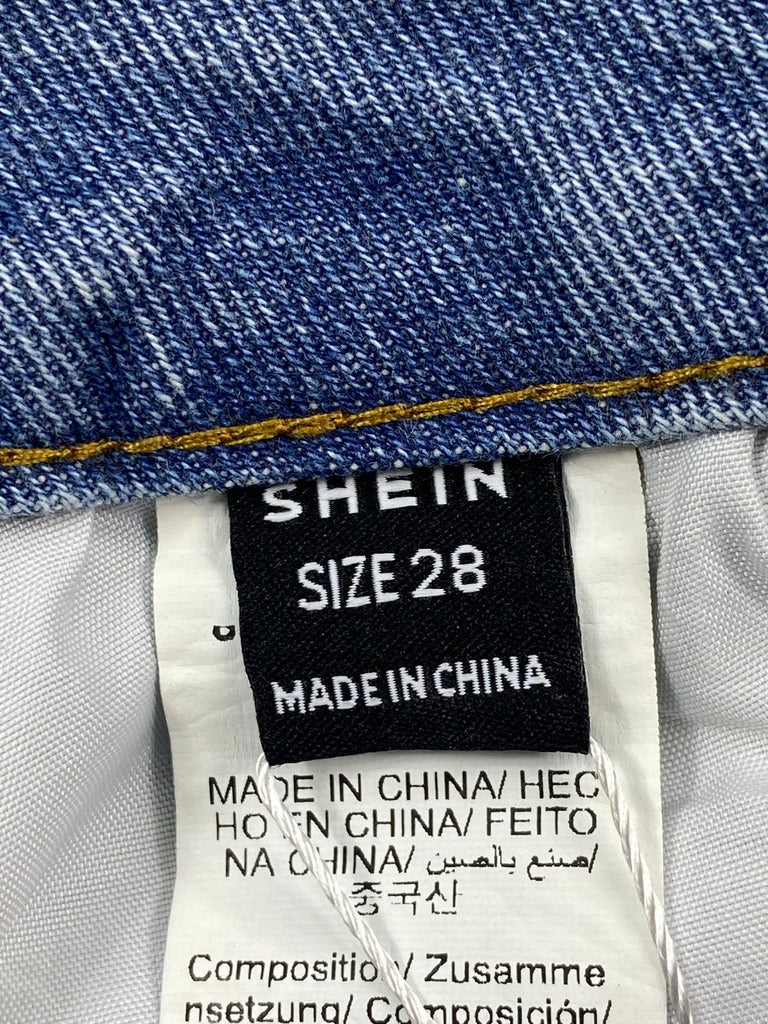 SHEIN
SIZE 28
MADE IN CHINA
MADE IN CHINA/ HEC
HO EN CHINA/ FEITO
NA CHINA/ صنع بالصين/
중국산
Composition/ Zusamme
nsetzung/ Composición/